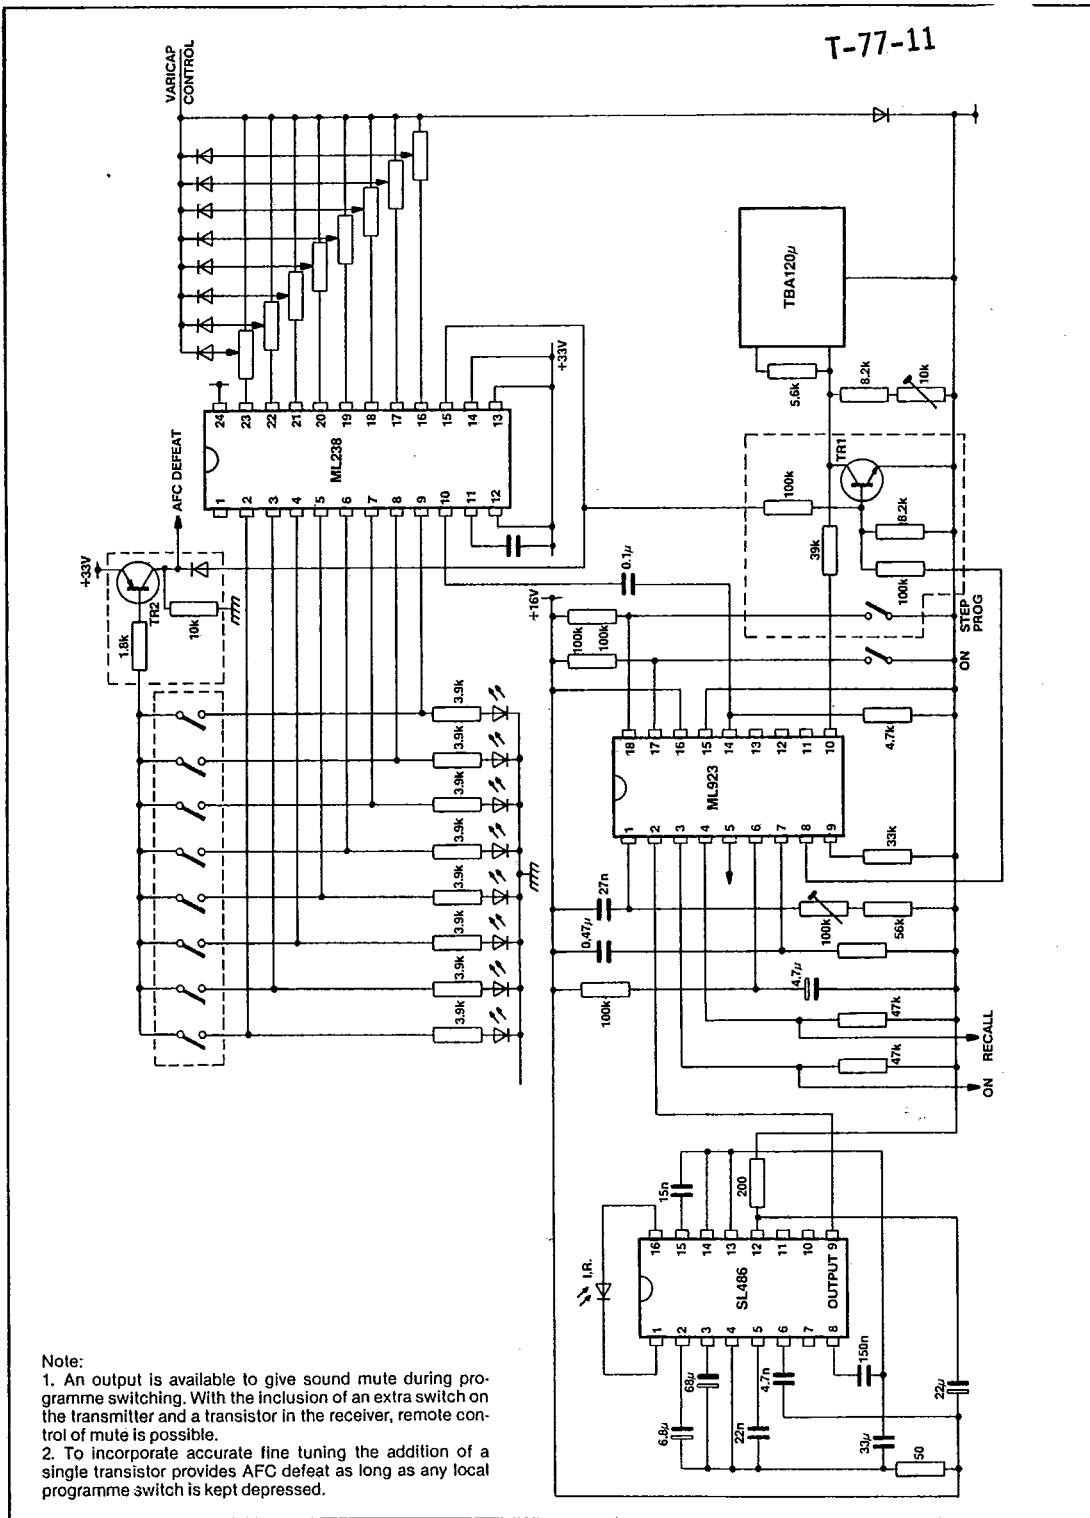 T-77-11
VARICAP
CONTROL
TBA120μ
5.6k
8.2k
10k
+33V
24
23
22
21
20
19
18
17
16
15
14
13
ML238
1
2
3
4
5
6
7
8
9
10
11
12
AFC DEFEAT
+33V
TR2
10k
1.8k
TR1
100k
8.2k
39k
100k
STEP
PROG
ON
0.1μ
+16V
100k
100k
3.9k
3.9k
3.9k
3.9k
3.9k
3.9k
3.9k
3.9k
18
17
16
15
14
13
12
11
10
ML923
1
2
3
4
5
6
7
8
9
4.7k
33k
27n
0.47μ
100k
56k
100k
4.7μ
47k
47k
RECALL
ON
15n
200
I.R.
16
15
14
13
12
11
10
9
SL486
OUTPUT
1
2
3
4
5
6
7
8
6.8μ
68μ
22n
4.7n
150n
33μ
50
22μ
Note:
1. An output is available to give sound mute during pro-
gramme switching. With the inclusion of an extra switch on
the transmitter and a transistor in the receiver, remote con-
trol of mute is possible.
2. To incorporate accurate fine tuning the addition of a
single transistor provides AFC defeat as long as any local
programme switch is kept depressed.